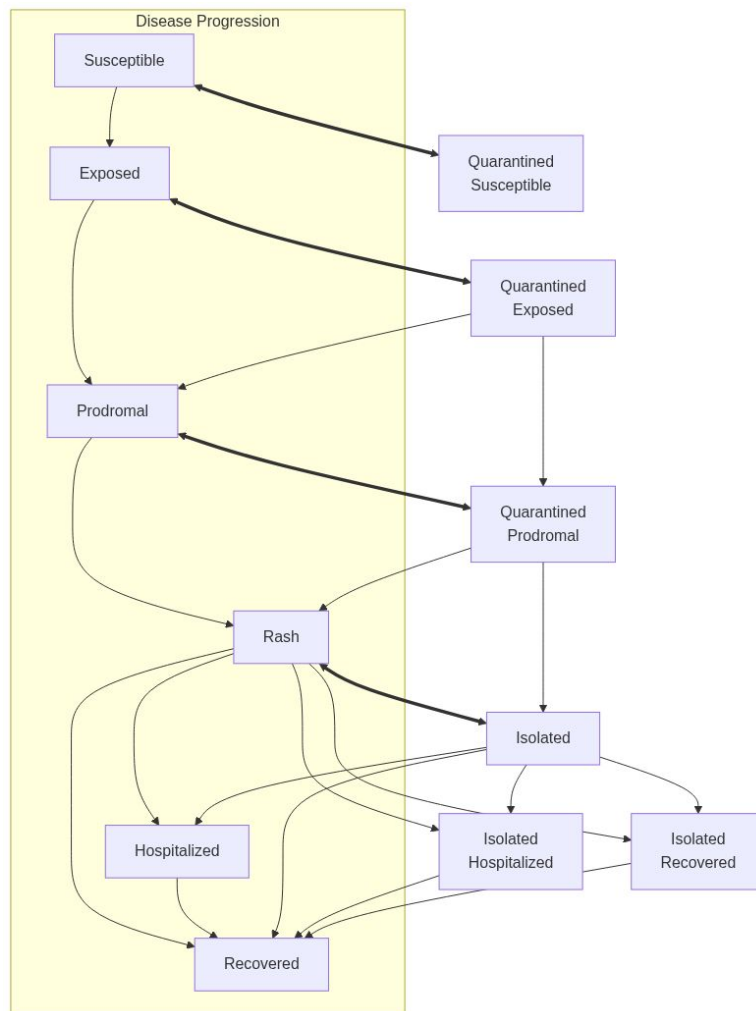 Disease Progression
Susceptible
Quarantined
Susceptible
Exposed
Quarantined
Exposed
Prodromal
Quarantined
Prodromal
Rash
Isolated
Hospitalized
Isolated
Hospitalized
Isolated
Recovered
Recovered